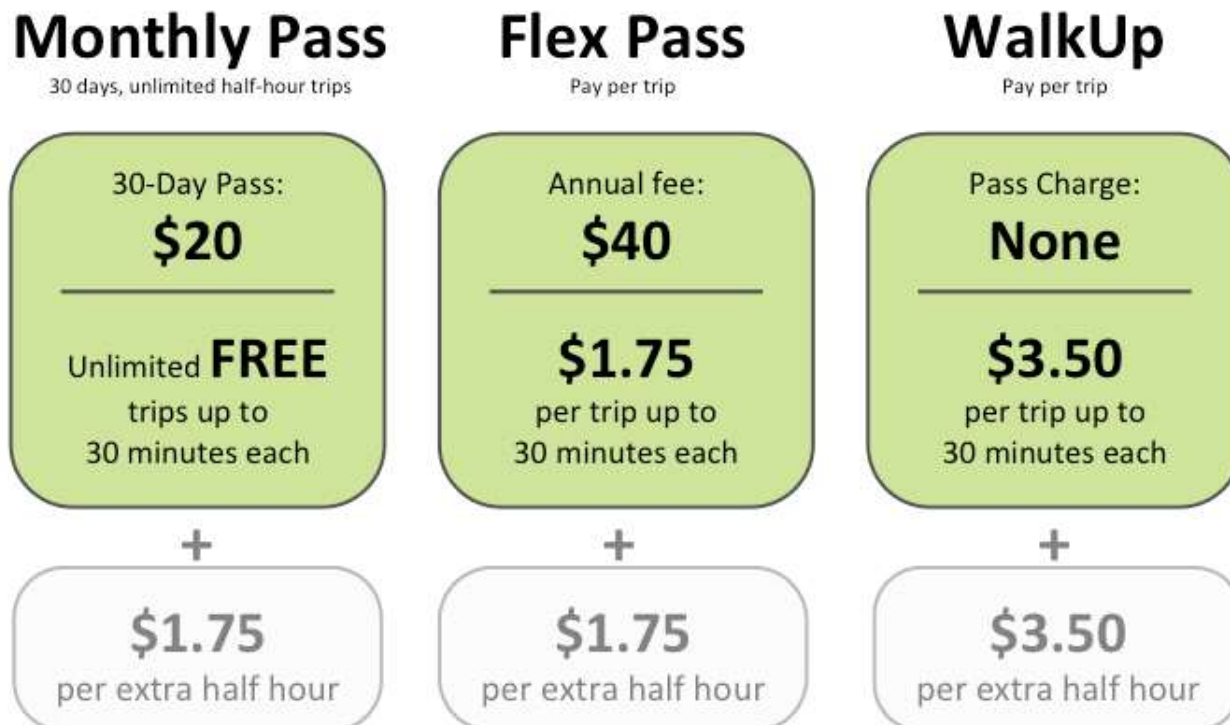 Monthly Pass
30 days, unlimited half-hour trips
30-Day Pass:
$20
Unlimited FREE
trips up to
30 minutes each
+
$1.75
per extra half hour
Flex Pass
Pay per trip
Annual fee:
$40
$1.75
per trip up to
30 minutes each
+
$1.75
per extra half hour
WalkUp
Pay per trip
Pass Charge:
None
$3.50
per trip up to
30 minutes each
+
$3.50
per extra half hour